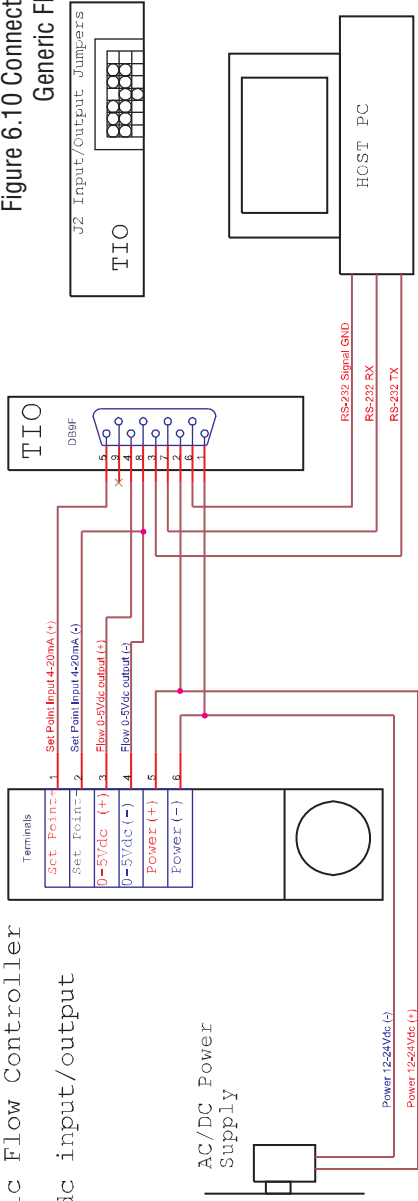 Figure 6.10 Connect
Generic Fl
ic Flow Controller
dc input/output
J2 Input/Output Jumpers
TIO
HOST PC
TIO
DB9F
5
9
4
8
3
7
2
6
1
RS-232 Signal GND
RS-232 RX
RS-232 TX
Set Point Input 4-20mA (+)
Set Point Input 4-20mA (-)
Flow 0-5Vdc output (+)
Flow 0-5Vdc output (-)
Terminals
Set Point+ 1
Set Point- 2
0-5Vdc (+) 3
0-5Vdc (-) 4
Power(+) 5
Power(-) 6
AC/DC Power
Supply
Power 12-24Vdc (-)
Power 12-24Vdc (+)